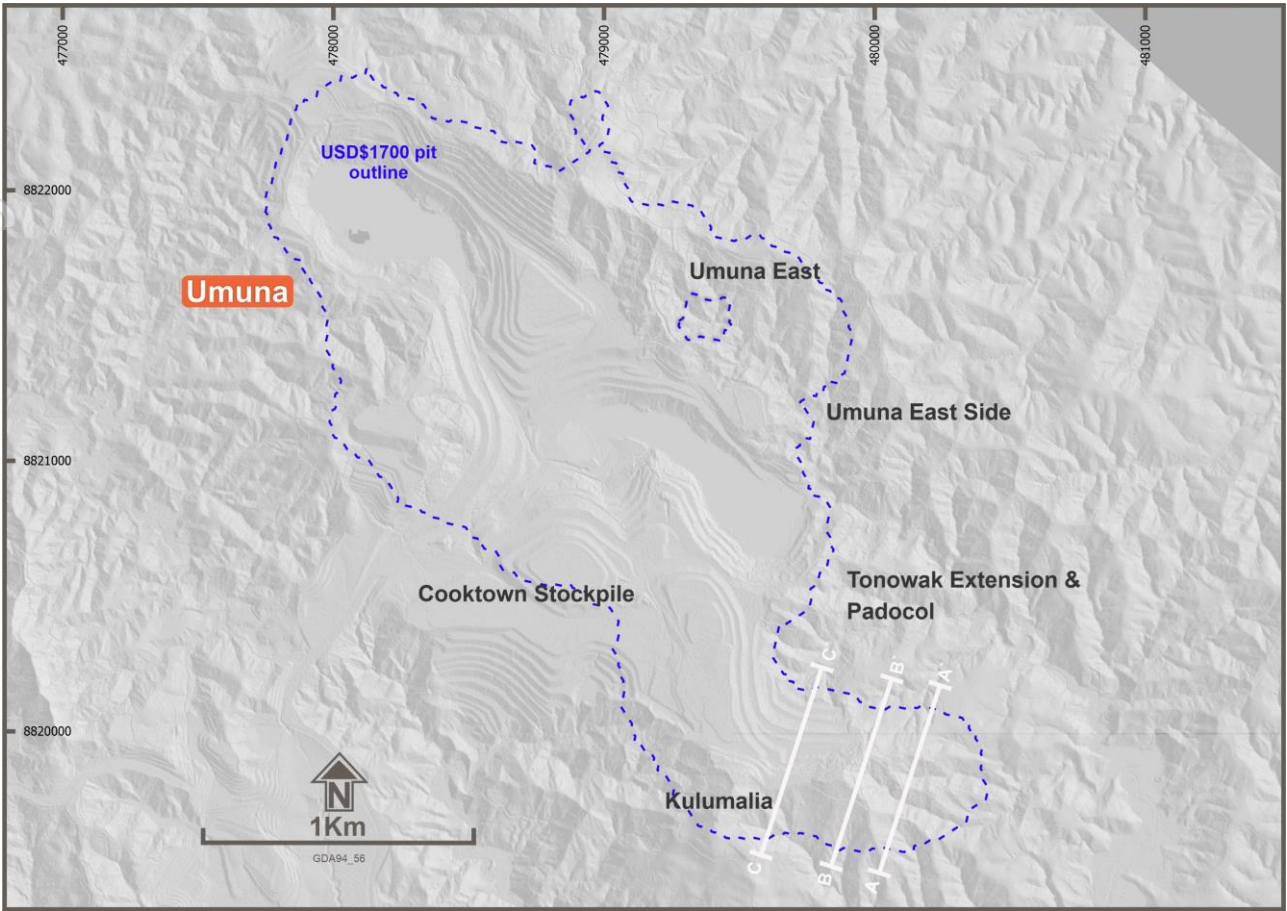 477000
478000
479000
480000
481000
USD$1700 pit
outline
8822000
Umuna East
Umuna
Umuna East Side
8821000
Tonowak Extension &
Padocol
Cooktown Stockpile
C'
B'
A'
8820000
N
Kulumalia
1Km
GDA94_56
C
B
A